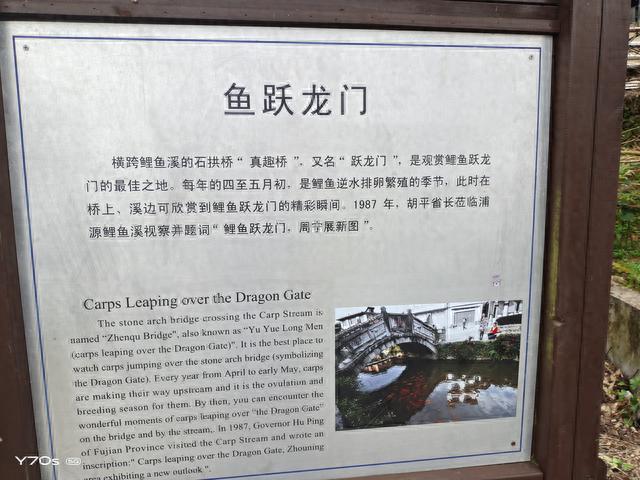 鱼跃龙门
横跨鲤鱼溪的石拱桥“真趣桥”，又名“跃龙门”，是观赏鲤鱼跃龙
门的最佳之地。每年的四至五月初，是鲤鱼逆水排卵繁殖的季节，此时在
桥上、溪边可欣赏到鲤鱼跃龙门的精彩瞬间。1987 年，胡平省长莅临浦
源鲤鱼溪视察并题词“鲤鱼跃龙门，周宁展新图”。
Carps Leaping over the Dragon Gate
The stone arch bridge crossing the Carp Stream is
named “Zhenqu Bridge", also known as “Yu Yue Long Men
(carps leaping over the Dragon Gate)". It is the best place to
watch carps jumping over the stone arch bridge (symbolizing
the Dragon Gate). Every year from April to early May, carps
are making their way upstream and it is the ovulation and
breeding season for them. By then, you can encounter the
wonderful moments of carps leaping over "the Dragon Gate"
on the bridge and by the stream,. In 1987, Governor Hu Ping
of Fujian Province visited the Carp Stream and wrote an
inscription:" Carps leaping over the Dragon Gate, Zhouning
area exhibiting a new outlook ".
Y70s 5G